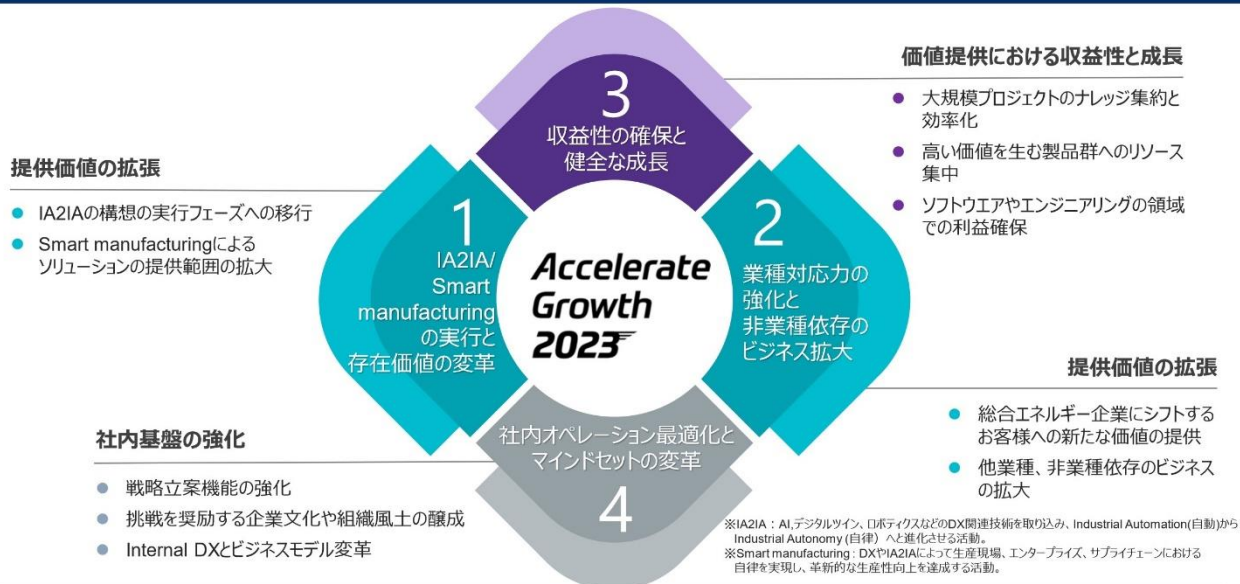 価値提供における収益性と成長
大規模プロジェクトのナレッジ集約と
効率化
高い価値を生む製品群へのリソース
集中
ソフトウエアやエンジニアリングの領域
での利益確保
3
収益性の確保と
健全な成長
提供価値の拡張
IA2IAの構想の実行フェーズへの移行
Smart manufacturingによる
ソリューションの提供範囲の拡大
1
IA2IA/
Smart
manufacturing
の実行と
存在価値の変革
Accelerate
Growth
2023
2
業種対応力の
強化と
非業種依存の
ビジネス拡大
提供価値の拡張
総合エネルギー企業にシフトする
お客様への新たな価値の提供
他業種、非業種依存のビジネス
の拡大
社内基盤の強化
戦略立案機能の強化
挑戦を奨励する企業文化や組織風土の醸成
Internal DXとビジネスモデル変革
社内オペレーション最適化と
マインドセットの変革
4
※IA2IA：AI,デジタルツイン、ロボティクスなどのDX関連技術を取り込み、Industrial Automation(自動)から
Industrial Autonomy (自律）へと進化させる活動。
※Smart manufacturing : DXやIA2IAによって生産現場、エンタープライズ、サプライチェーンにおける
自律を実現し、革新的な生産性向上を達成する活動。